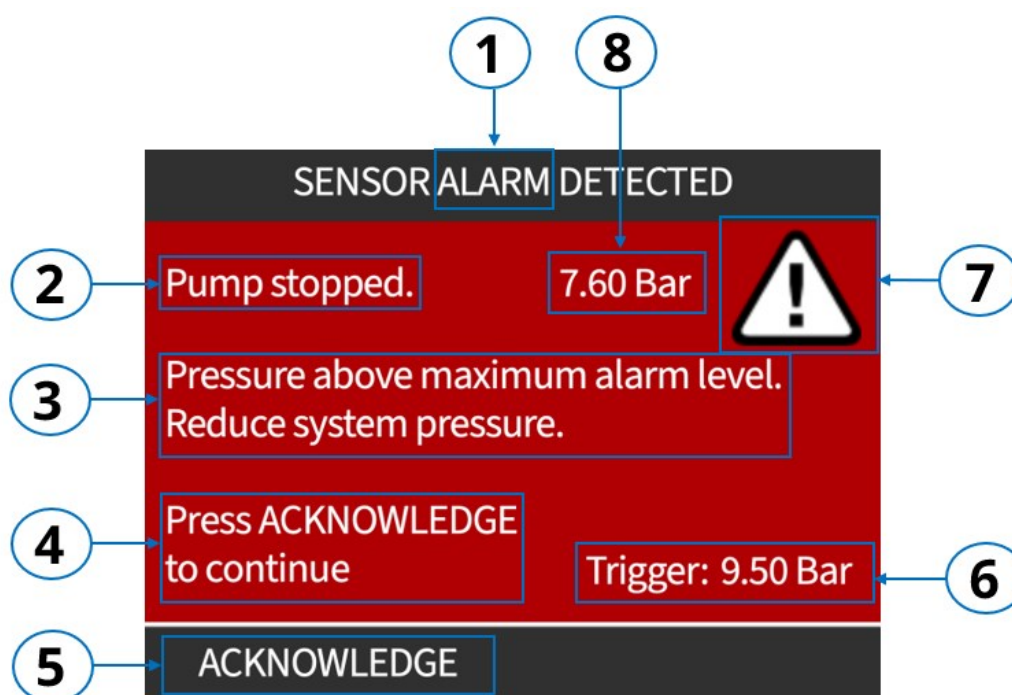 1 8
SENSOR ALARM DETECTED
2 Pump stopped. 7.60 Bar 7
3 Pressure above maximum alarm level.
Reduce system pressure.
4 Press ACKNOWLEDGE
to continue
Trigger: 9.50 Bar 6
5 ACKNOWLEDGE